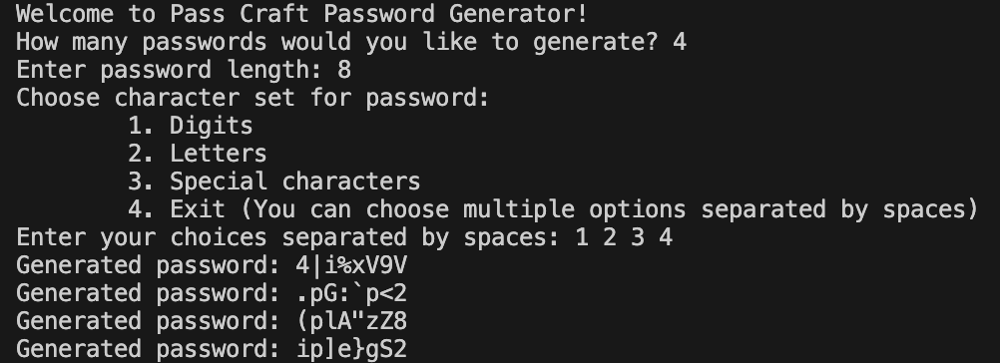 Welcome to Pass Craft Password Generator!
How many passwords would you like to generate? 4
Enter password length: 8
Choose character set for password:
        1. Digits
        2. Letters
        3. Special characters
        4. Exit (You can choose multiple options separated by spaces)
Enter your choices separated by spaces: 1 2 3 4
Generated password: 4|i%xV9V
Generated password: .pG:`p<2
Generated password: (plA"zZ8
Generated password: ip]e}gS2